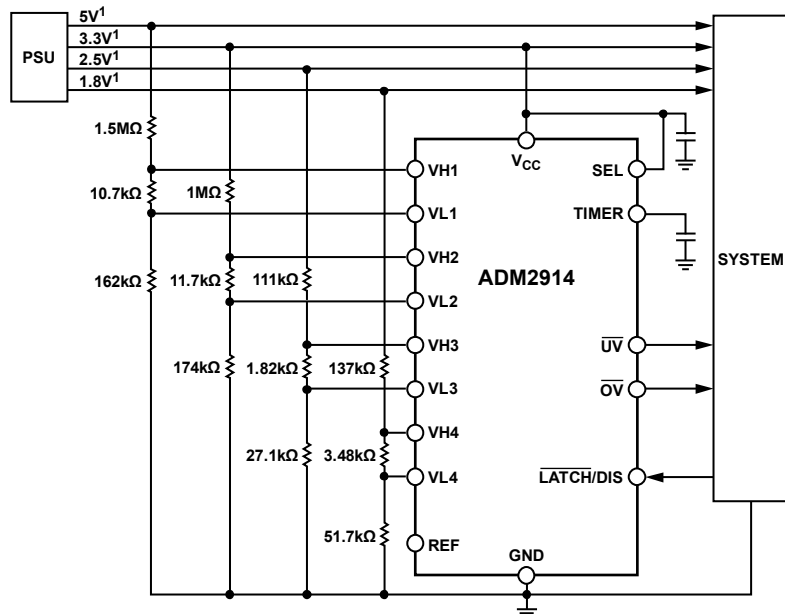 PSU
5V1
3.3V1
2.5V1
1.8V1
SYSTEM
ADM2914
VCC
VH1
VL1
VH2
VL2
VH3
VL3
VH4
VL4
REF
GND
SEL
TIMER
UV
OV
LATCH/DIS
1.5MΩ
10.7kΩ
162kΩ
1MΩ
11.7kΩ
174kΩ
111kΩ
1.82kΩ
27.1kΩ
137kΩ
3.48kΩ
51.7kΩ